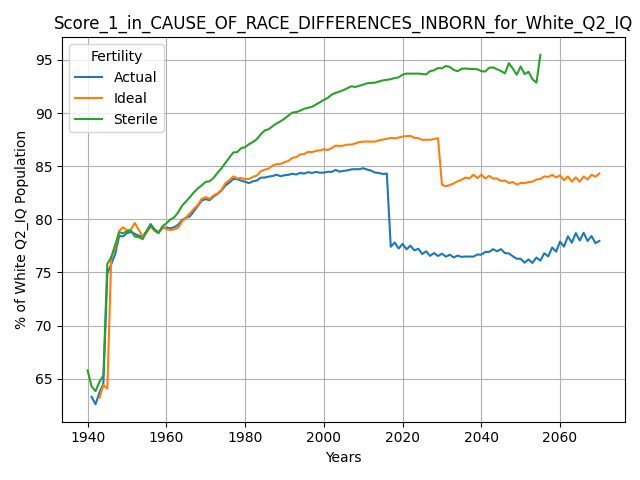 Score_1_in_CAUSE_OF_RACE_DIFFERENCES_INBORN_for_White_Q2_IQ
Fertility
Actual
Ideal
Sterile
95
90
85
80
75
70
65
% of White Q2_IQ Population
1940
1960
1980
2000
2020
2040
2060
Years